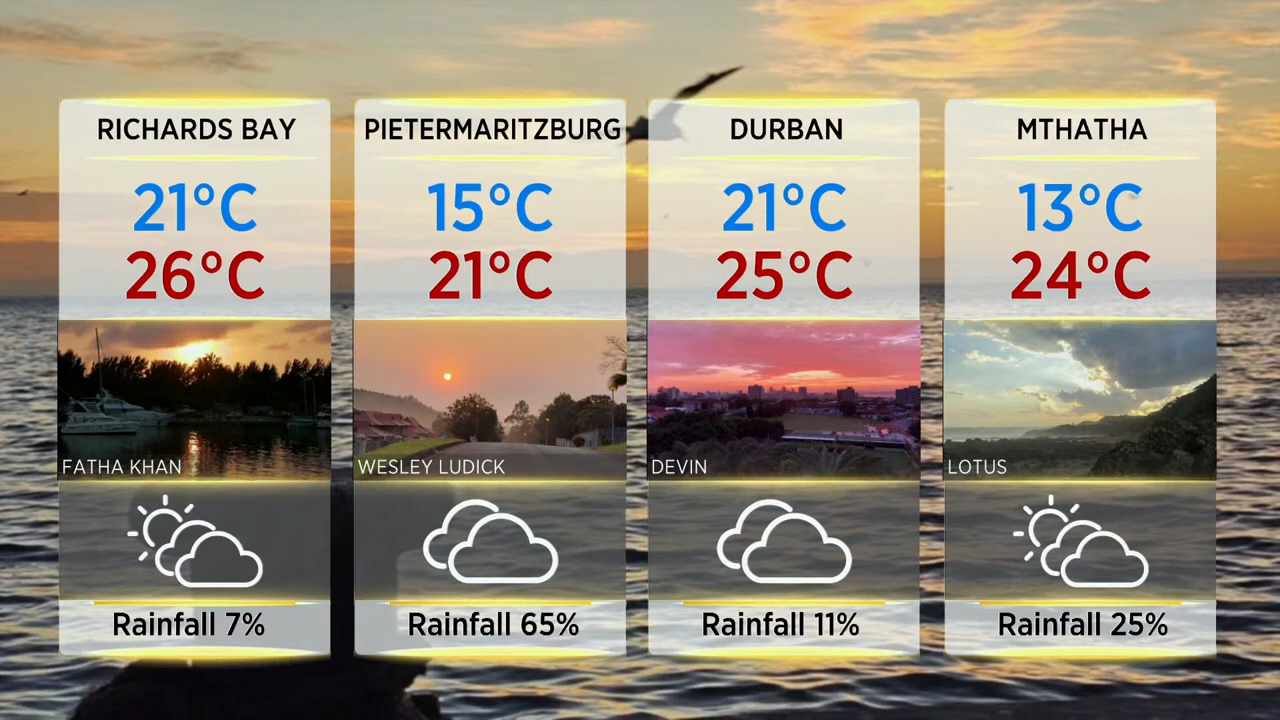 RICHARDS BAY
21°C
26°C
FATHA KHAN
Rainfall 7%
PIETERMARITZBURG
15°C
21°C
WESLEY LUDICK
Rainfall 65%
DURBAN
21°C
25°C
DEVIN
Rainfall 11%
MTHATHA
13°C
24°C
LOTUS
Rainfall 25%